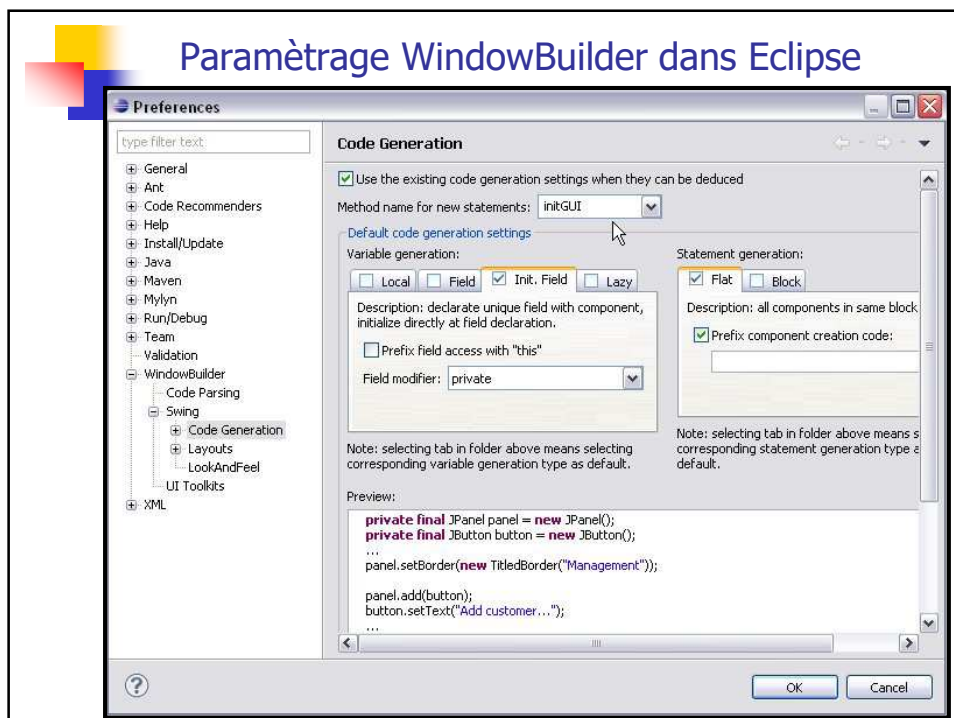 Paramètrage WindowBuilder dans Eclipse
Preferences
type filter text
General
Ant
Code Recommenders
Help
Install/Update
Java
Maven
Mylyn
Run/Debug
Team
Validation
WindowBuilder
Code Parsing
Swing
Code Generation
Layouts
LookAndFeel
UI Toolkits
XML
Code Generation
Use the existing code generation settings when they can be deduced
Method name for new statements: initGUI
Default code generation settings
Variable generation:
Local Field Init. Field Lazy
Description: declare unique field with component,
initialize directly at field declaration.
Prefix field access with "this"
Field modifier: private
Note: selecting tab in folder above means selecting
corresponding variable generation type as default.
Statement generation:
Flat Block
Description: all components in same block
Prefix component creation code:
Note: selecting tab in folder above means s
corresponding statement generation type a
default.
Preview:
private final JPanel panel = new JPanel();
private final JButton button = new JButton();
...
panel.setBorder(new TitledBorder("Management"));
panel.add(button);
button.setText("Add customer...");
...
OK Cancel